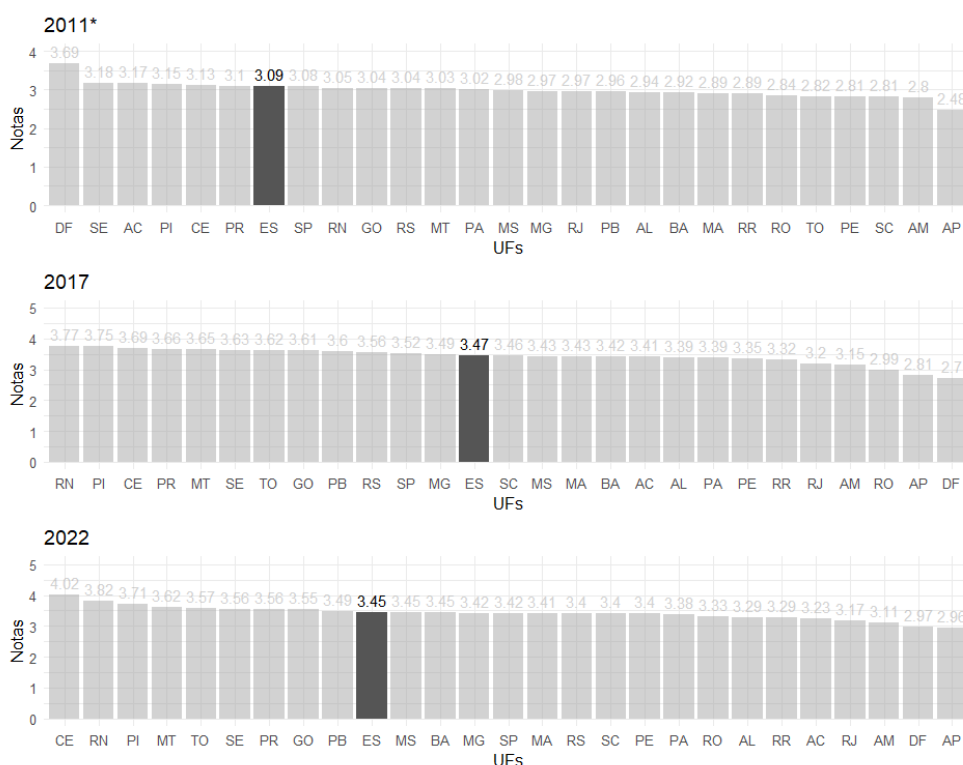 2011*
4
3.69 3.18 3.17 3.15 3.13 3.1 3.09 3.08 3.05 3.04 3.04 3.03 3.02 2.98 2.97 2.97 2.96 2.94 2.92 2.89 2.89 2.84 2.82 2.81 2.81 2.8 2.48
3
2
1
0
Notas
DF SE AC PI CE PR ES SP RN GO RS MT PA MS MG RJ PB AL BA MA RR RO TO PE SC AM AP
UFs
2017
5
4
3.77 3.75 3.69 3.66 3.65 3.63 3.62 3.61 3.6 3.56 3.52 3.49 3.47 3.46 3.43 3.43 3.42 3.41 3.39 3.39 3.35 3.32 3.2 3.15 2.99 2.81 2.7
3
2
1
0
Notas
RN PI CE PR MT SE TO GO PB RS SP MG ES SC MS MA BA AC AL PA PE RR RJ AM RO AP DF
UFs
2022
5
4.02 3.82 3.71 3.62 3.57 3.56 3.56 3.55 3.49 3.45 3.45 3.45 3.42 3.42 3.41 3.4 3.4 3.4 3.38 3.33 3.29 3.29 3.23 3.17 3.11 2.97 2.96
4
3
2
1
0
Notas
CE RN PI MT TO SE PR GO PB ES MS BA MG SP MA RS SC PE PA RO AL RR AC RJ AM DF AP
UFs